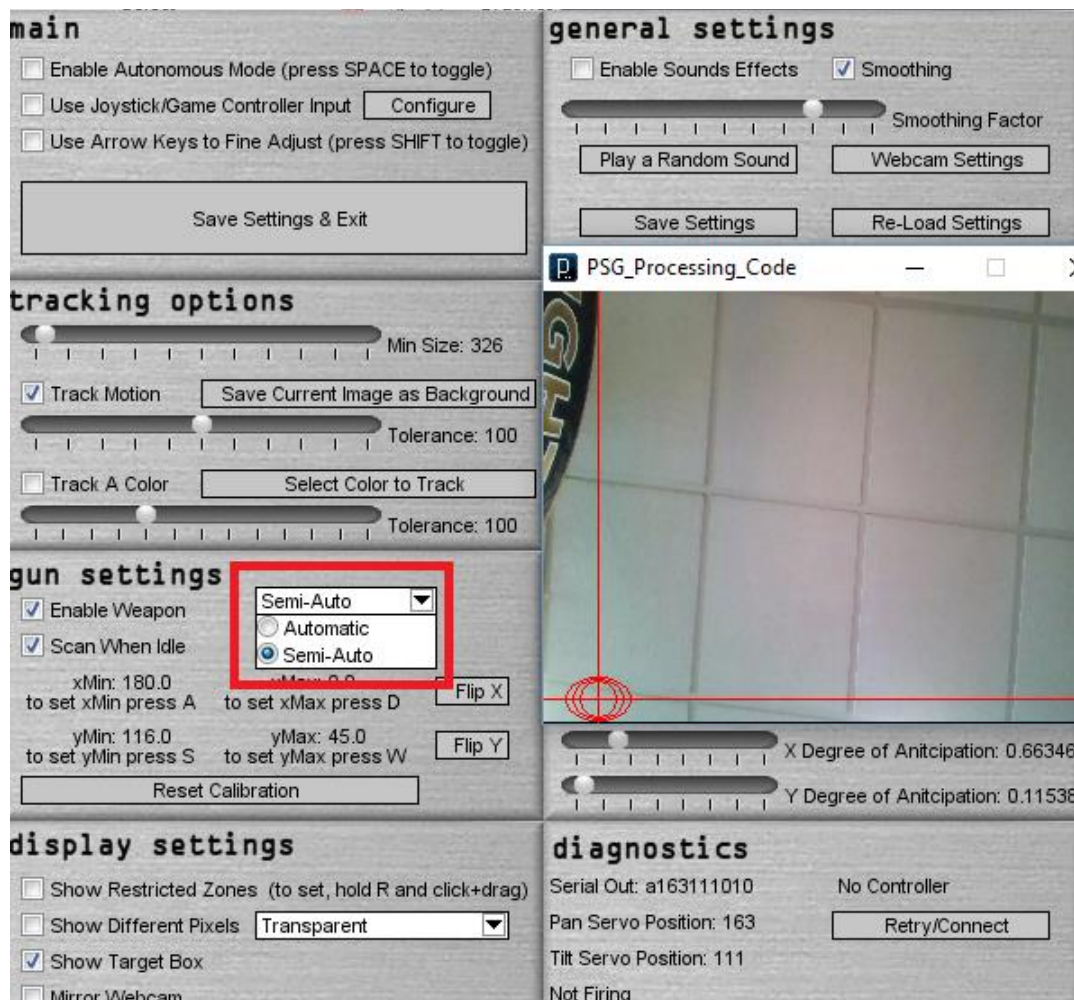 main
Enable Autonomous Mode (press SPACE to toggle)
Use Joystick/Game Controller Input
Configure
Use Arrow Keys to Fine Adjust (press SHIFT to toggle)
Save Settings & Exit
general settings
Enable Sounds Effects
Smoothing
Smoothing Factor
Play a Random Sound
Webcam Settings
Save Settings
Re-Load Settings
PSG_Processing_Code
tracking options
Min Size: 326
Track Motion
Save Current Image as Background
Tolerance: 100
Track A Color
Select Color to Track
Tolerance: 100
gun settings
Enable Weapon
Semi-Auto
Automatic
Semi-Auto
Scan When Idle
xMin: 180.0
to set xMin press A
to set xMax press D
Flip X
yMin: 116.0
to set yMin press S
yMax: 45.0
to set yMax press W
Flip Y
Reset Calibration
X Degree of Anitcipation: 0.66346
Y Degree of Anitcipation: 0.11538
display settings
Show Restricted Zones (to set, hold R and click+drag)
Show Different Pixels
Transparent
Show Target Box
Mirror Webcam
diagnostics
Serial Out: a163111010
No Controller
Pan Servo Position: 163
Retry/Connect
Tilt Servo Position: 111
Not Firing